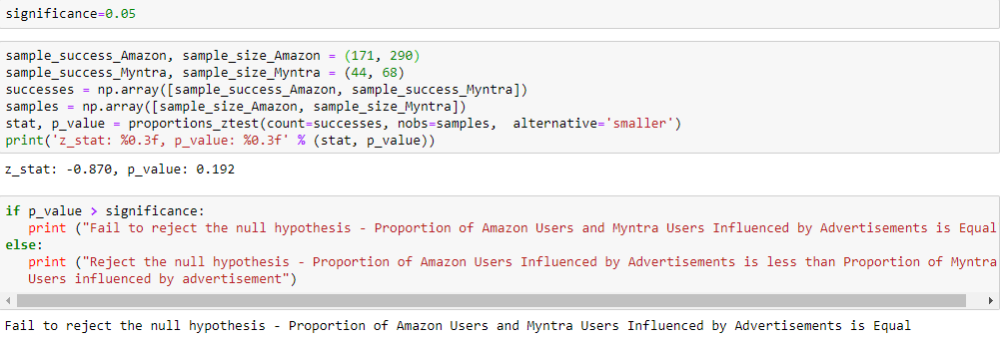 significance=0.05
sample_success_Amazon, sample_size_Amazon = (171, 290)
sample_success_Myntra, sample_size_Myntra = (44, 68)
successes = np.array([sample_success_Amazon, sample_success_Myntra])
samples = np.array([sample_size_Amazon, sample_size_Myntra])
stat, p_value = proportions_ztest(count=successes, nobs=samples,  alternative='smaller')
print('z_stat: %0.3f, p_value: %0.3f' % (stat, p_value))
z_stat: -0.870, p_value: 0.192
if p_value > significance:
   print ("Fail to reject the null hypothesis - Proportion of Amazon Users and Myntra Users Influenced by Advertisements is Equal
else:
   print ("Reject the null hypothesis - Proportion of Amazon Users Influenced by Advertisements is less than Proportion of Myntra
   Users influenced by advertisement")
Fail to reject the null hypothesis - Proportion of Amazon Users and Myntra Users Influenced by Advertisements is Equal